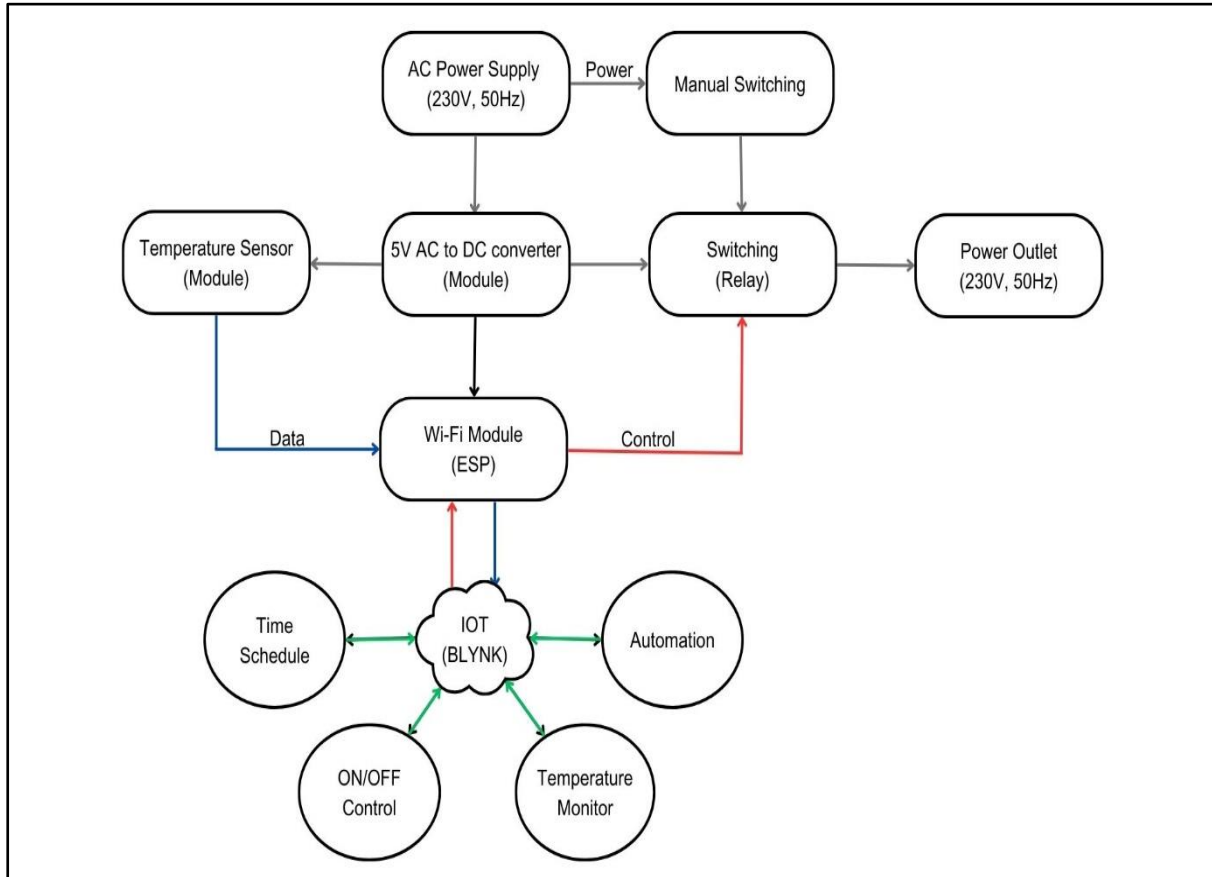 AC Power Supply
(230V, 50Hz)
Power
Manual Switching
Temperature Sensor
(Module)
5V AC to DC converter
(Module)
Switching
(Relay)
Power Outlet
(230V, 50Hz)
Data
Wi-Fi Module
(ESP)
Control
Time
Schedule
IOT
(BLYNK)
Automation
ON/OFF
Control
Temperature
Monitor